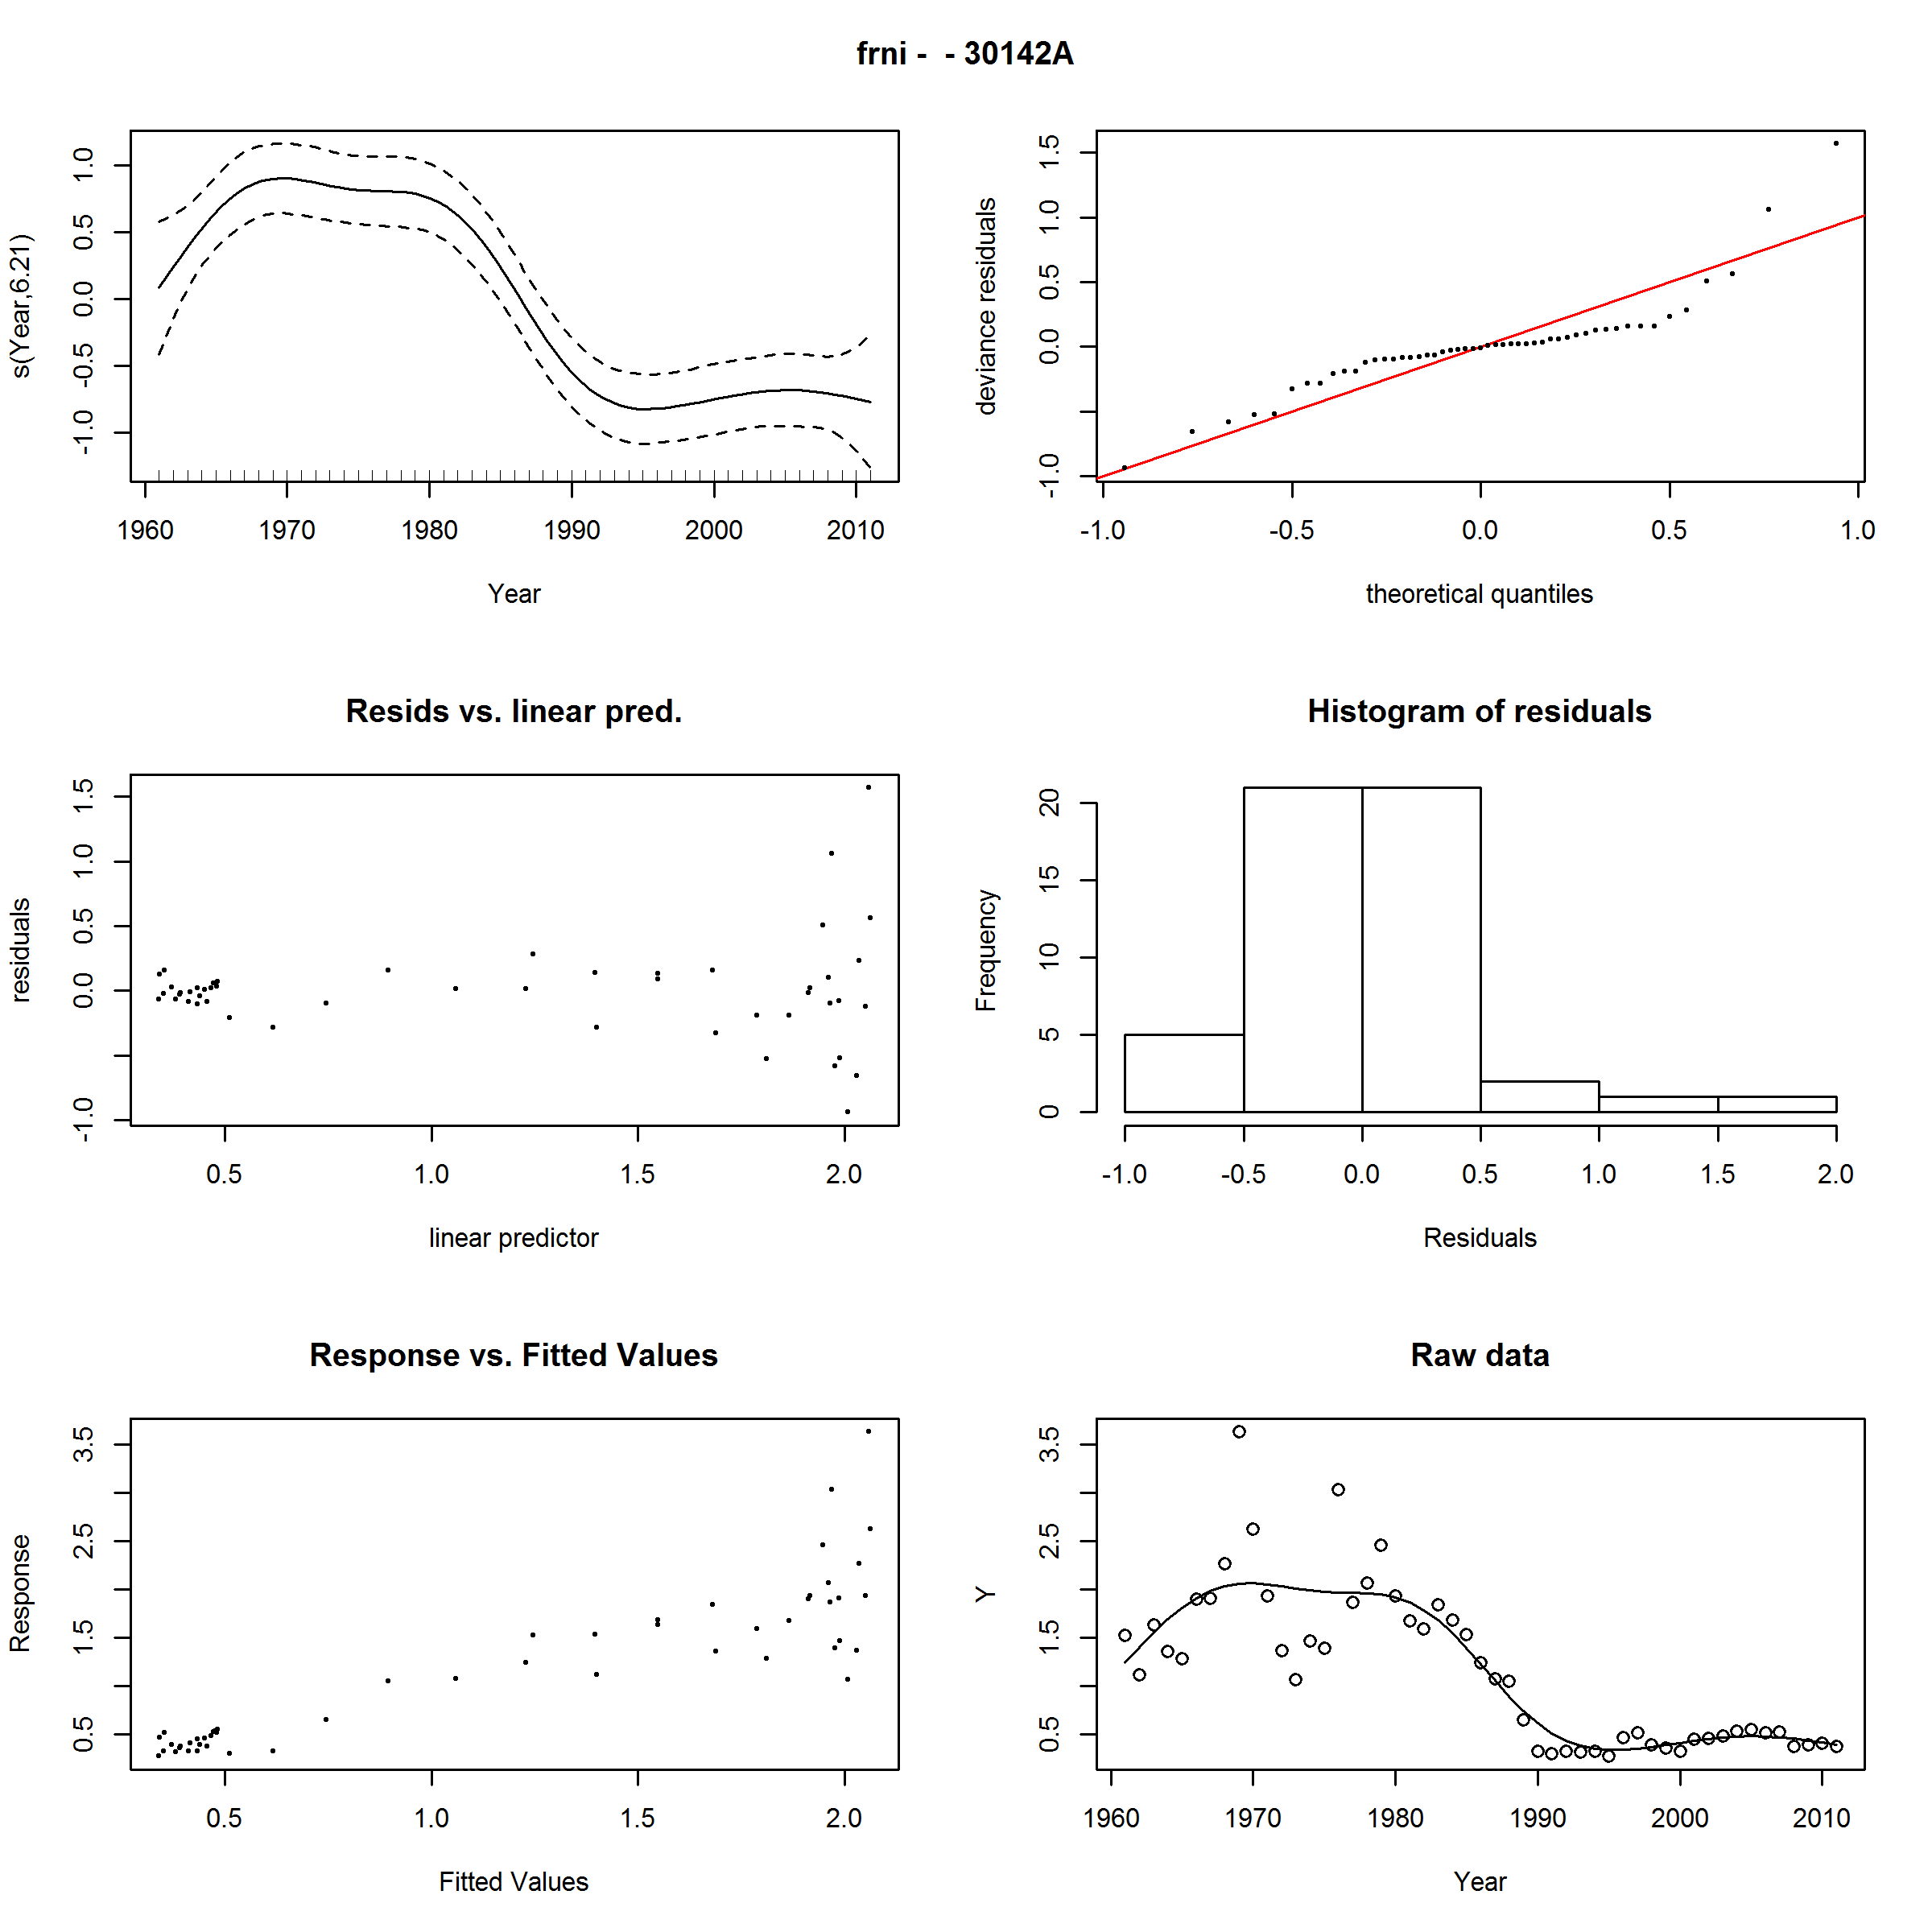 frni -  - 30142A
s(Year,6.21)
1.0
0.5
0.0
-0.5
-1.0
1960 1970 1980 1990 2000 2010
Year
deviance residuals
1.5
1.0
0.5
0.0
-1.0
-1.0 -0.5 0.0 0.5 1.0
theoretical quantiles
Resids vs. linear pred.
residuals
1.5
1.0
0.5
0.0
-1.0
0.5 1.0 1.5 2.0
linear predictor
Histogram of residuals
Frequency
20
15
10
5
0
-1.0 -0.5 0.0 0.5 1.0 1.5 2.0
Residuals
Response vs. Fitted Values
Response
3.5
2.5
1.5
0.5
0.5 1.0 1.5 2.0
Fitted Values
Raw data
Y
3.5
2.5
1.5
0.5
1960 1970 1980 1990 2000 2010
Year